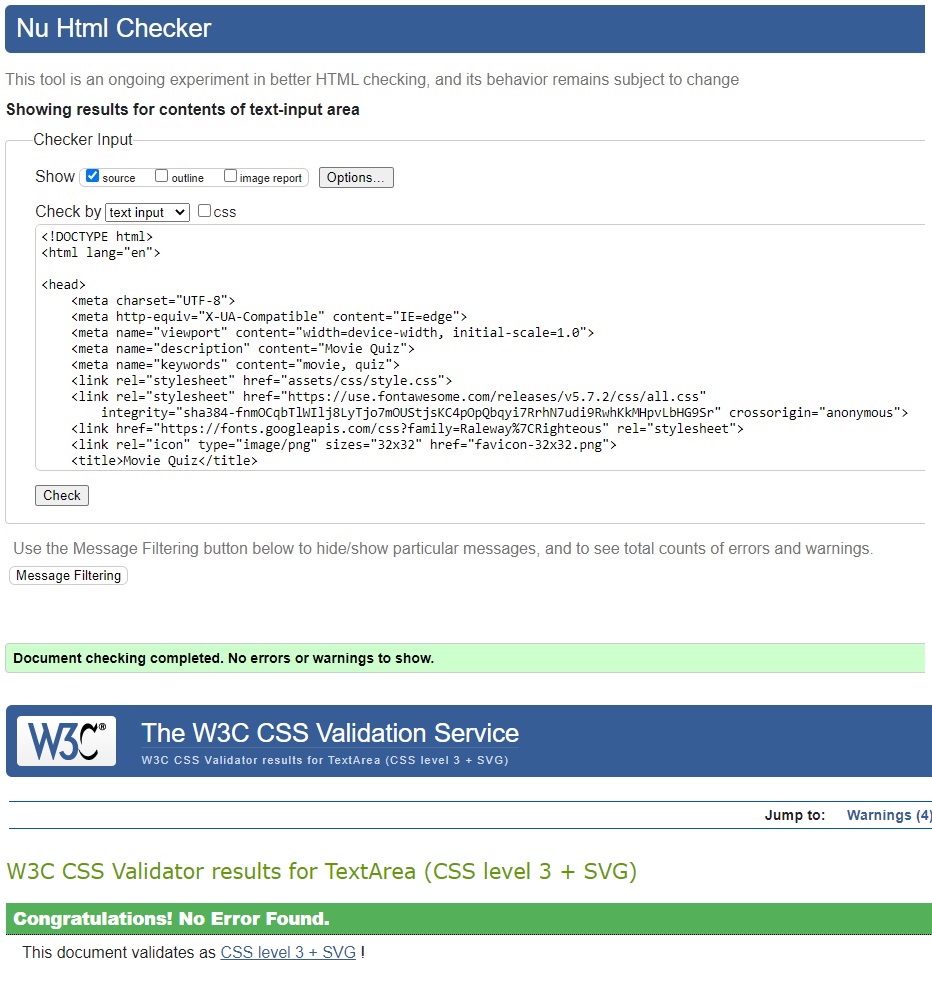 Nu Html Checker
This tool is an ongoing experiment in better HTML checking, and its behavior remains subject to change
Showing results for contents of text-input area
Checker Input
Show source outline image report Options...
Check by text input css
<!DOCTYPE html>
<html lang="en">
<head>
<meta charset="UTF-8">
<meta http-equiv="X-UA-Compatible" content="IE=edge">
<meta name="viewport" content="width=device-width, initial-scale=1.0">
<meta name="description" content="Movie Quiz">
<meta name="keywords" content="movie, quiz">
<link rel="stylesheet" href="assets/css/style.css">
<link rel="stylesheet" href="https://use.fontawesome.com/releases/v5.7.2/css/all.css"
integrity="sha384-fnmOCqbTlWIlj8LyTjo7mOUStjsKC4pOpQbqyi7RrhN7udi9RwhKkMHpvLbHG9Sr" crossorigin="anonymous">
<link href="https://fonts.googleapis.com/css?family=Raleway%7CRighteous" rel="stylesheet">
<link rel="icon" type="image/png" sizes="32x32" href="favicon-32x32.png">
<title>Movie Quiz</title>
Check
Use the Message Filtering button below to hide/show particular messages, and to see total counts of errors and warnings.
Message Filtering
Document checking completed. No errors or warnings to show.
W3C®
The W3C CSS Validation Service
W3C CSS Validator results for TextArea (CSS level 3 + SVG)
Jump to: Warnings (4)
W3C CSS Validator results for TextArea (CSS level 3 + SVG)
Congratulations! No Error Found.
This document validates as CSS level 3 + SVG !